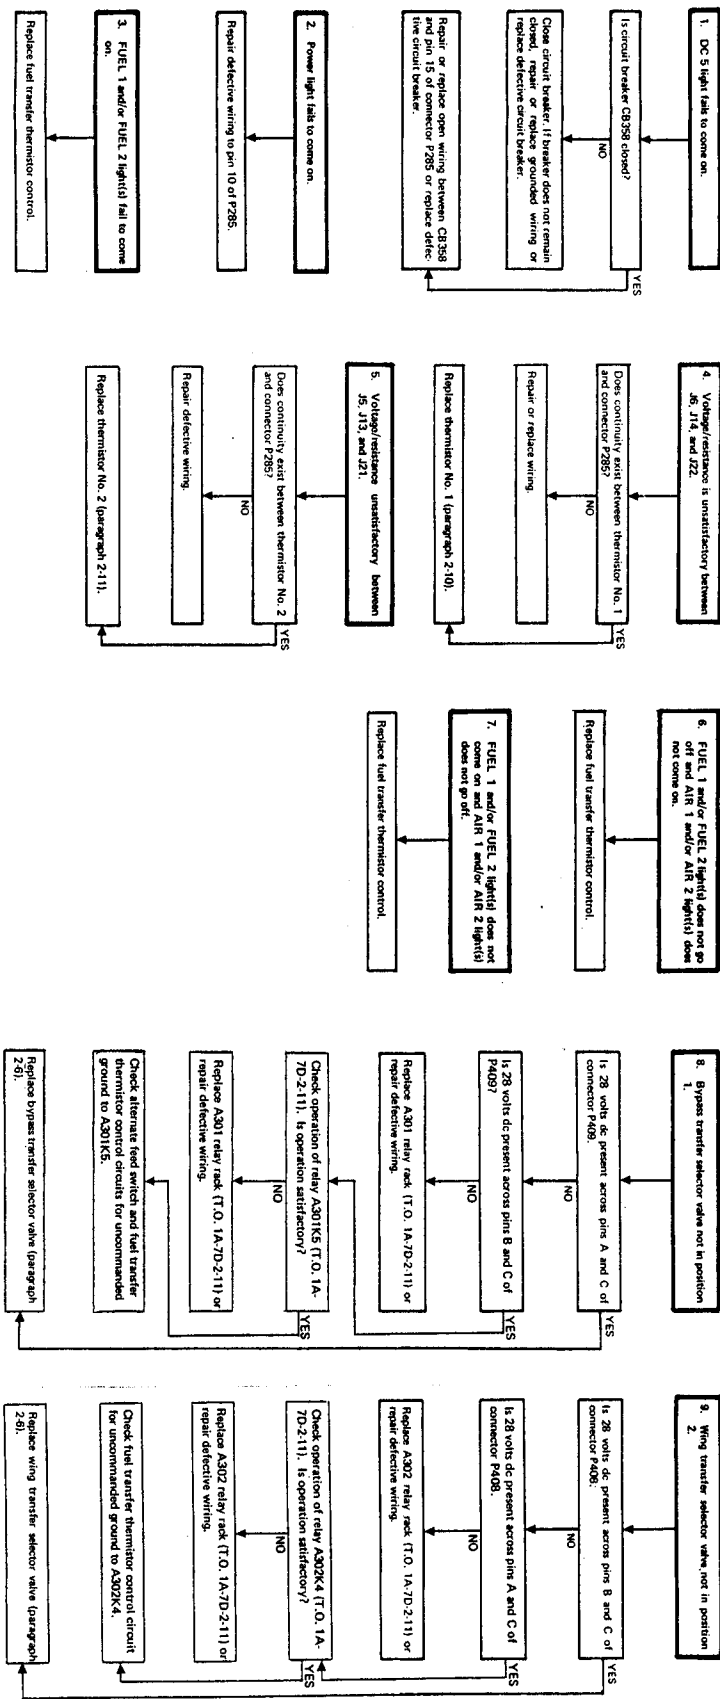 1. DC 5 light fails to come on.
Is circuit breaker CB358 closed?
NO
YES
Close circuit breaker. If breaker does not remain
closed, repair or replace grounded wiring or
replace defective circuit breaker.
Repair or replace open wiring between CB358
and pin 15 of connector P285 or replace defec-
tive circuit breaker.
2. Power light fails to come on.
Repair defective wiring to pin 10 of P285.
3. FUEL 1 and/or FUEL 2 light(s) fail to come
on.
Replace fuel transfer thermistor control.
4. Voltage/resistance is unsatisfactory between
J6, J14, and J22.
Does continuity exist between thermistor No. 1
and connector P285?
NO
YES
Repair or replace wiring.
Replace thermistor No. 1 (paragraph 2-10).
5. Voltage/resistance unsatisfactory between
J5, J13, and J21.
Does continuity exist between thermistor No. 2
and connector P285?
NO
YES
Repair defective wiring.
Replace thermistor No. 2 (paragraph 2-11).
6. FUEL 1 and/or FUEL 2 light(s) does not go
off and AIR 1 and/or AIR 2 light(s) does
not come on.
Replace fuel transfer thermistor control.
7. FUEL 1 and/or FUEL 2 light(s) does not
come on and AIR 1 and/or AIR 2 light(s)
does not go off.
Replace fuel transfer thermistor control.
8. Bypass transfer selector valve not in position
1.
Is 28 volts dc present across pins A and C of
connector P409.
NO
YES
Is 28 volts dc present across pins B and C of
P409?
NO
YES
Replace A301 relay rack (T.O. 1A-7D-2-11) or
repair defective wiring.
Check operation of relay A301K5 (T.O. 1A-
7D-2-11). Is operation satisfactory?
NO
YES
Replace A301 relay rack (T.O. 1A-7D-2-11) or
repair defective wiring.
Check alternate feed switch and fuel transfer
thermistor control circuits for uncommanded
ground to A301K5.
Replace bypass transfer selector valve (paragraph
2-6).
9. Wing transfer selector valve not in position
2.
Is 28 volts dc present across pins B and C of
connector P408.
NO
YES
Is 28 volts dc present across pins A and C of
connector P408.
NO
YES
Replace A302 relay rack (T.O. 1A-7D-2-11) or
repair defective wiring.
Check operation of relay A302K4 (T.O. 1A-
7D-2-11). Is operation satisfactory?
NO
YES
Replace A302 relay rack (T.O. 1A-7D-2-11) or
repair defective wiring.
Check fuel transfer thermistor control circuit
for uncommanded ground to A302K4.
Replace wing transfer selector valve (paragraph
2-6).